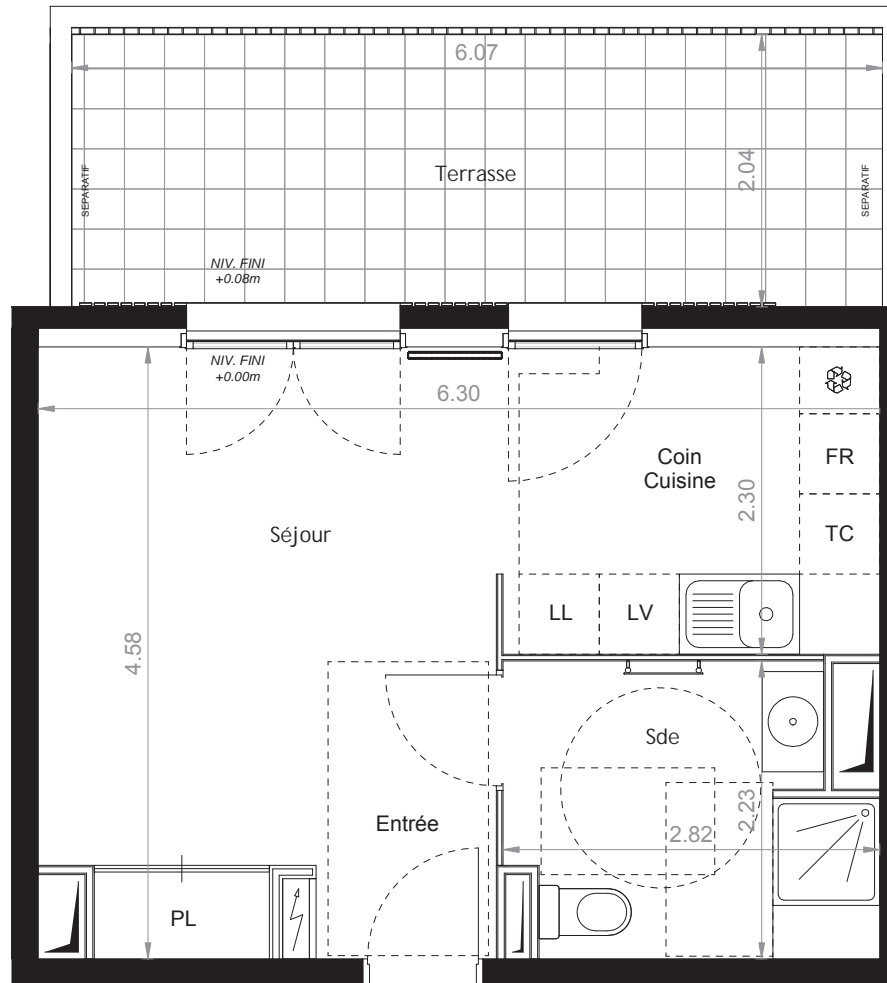 6.07
2.04
Terrasse
SEPARATIF
SEPARATIF
NIV. FINI
+0.08m
NIV. FINI
+0.00m
6.30
Coin
Cuisine
FR
2.30
Séjour
TC
LL
LV
4.58
Sde
Entrée
2.23
2.82
PL